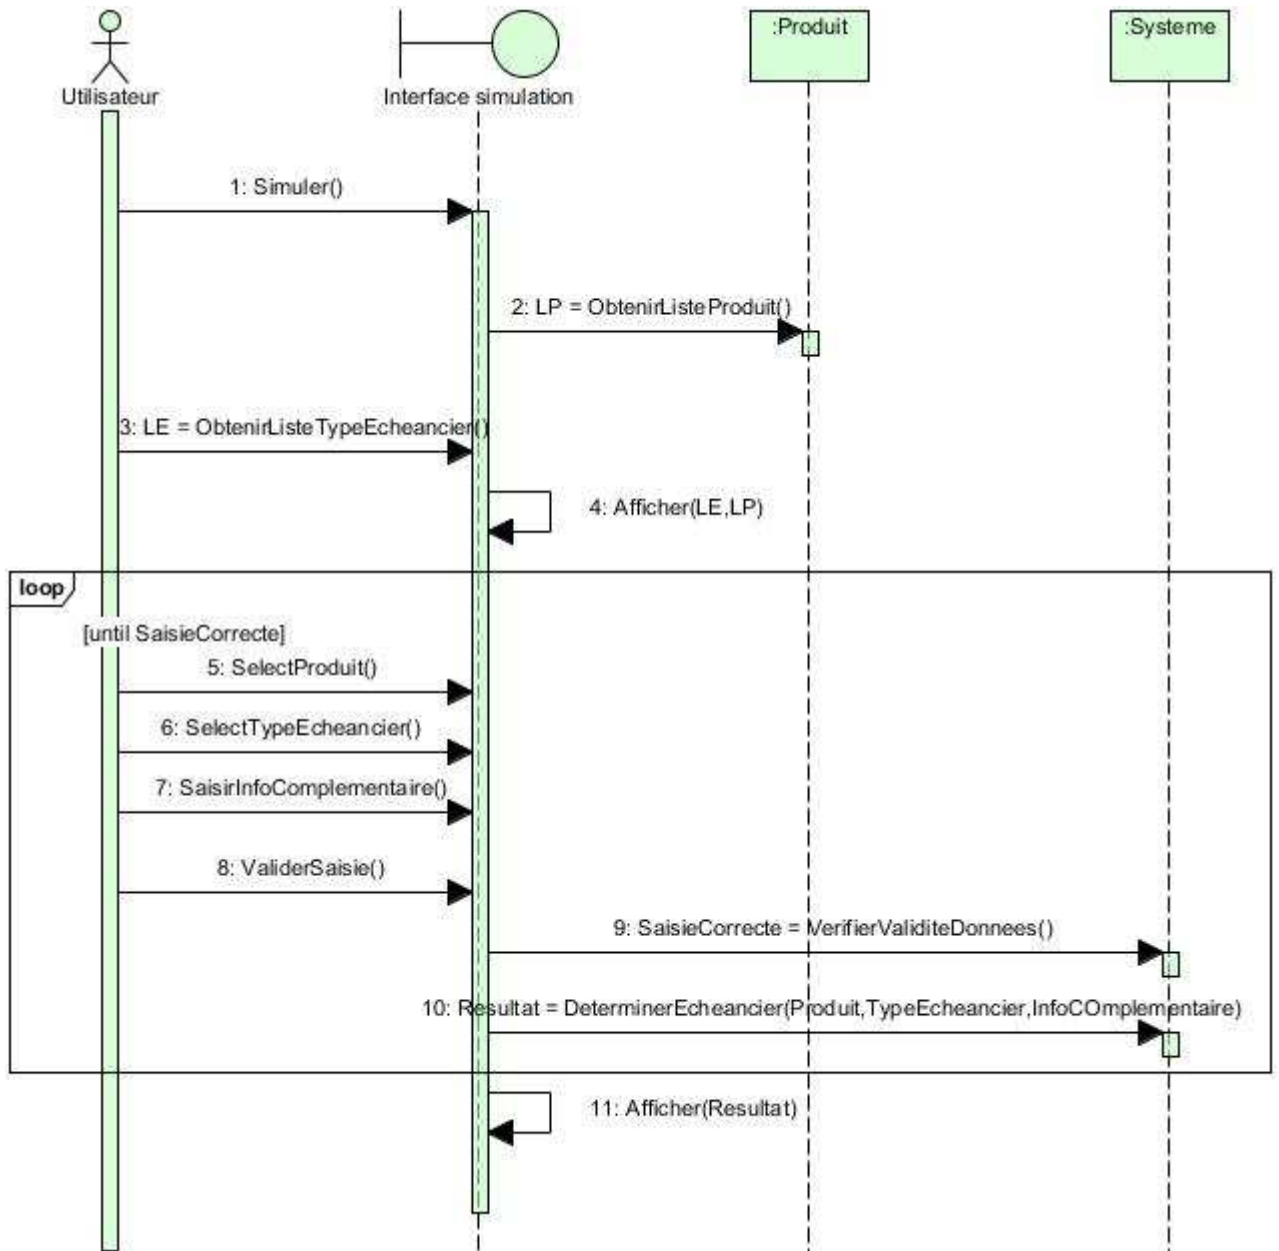 :Produit
:Systeme
Utilisateur
Interface simulation
1: Simuler()
2: LP = ObtenirListeProduit()
3: LE = ObtenirListeTypeEcheancier()
4: Afficher(LE,LP)
loop
[until SaisieCorrecte]
5: SelectProduit()
6: SelectTypeEcheancier()
7: SaisirInfoComplementaire()
8: ValiderSaisie()
9: SaisieCorrecte = VerifierValiditeDonnees()
10: Resultat = DeterminerEcheancier(Produit,TypeEcheancier,InfoCOmplementaire)
11: Afficher(Resultat)